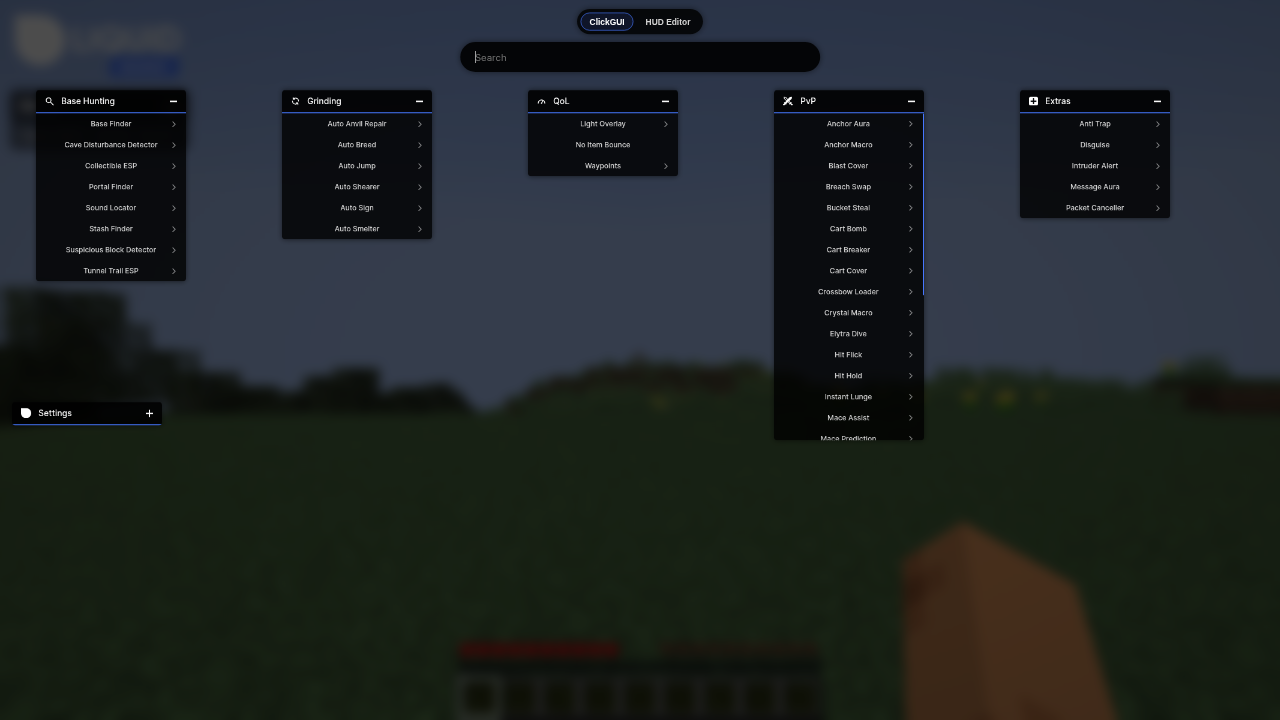 LIQUID
ClickGUI
HUD Editor
Search
Base Hunting
Base Finder
Cave Disturbance Detector
Collectible ESP
Portal Finder
Sound Locator
Stash Finder
Suspicious Block Detector
Tunnel Trail ESP
Grinding
Auto Anvil Repair
Auto Breed
Auto Jump
Auto Shearer
Auto Sign
Auto Smelter
QoL
Light Overlay
No Item Bounce
Waypoints
PvP
Anchor Aura
Anchor Macro
Blast Cover
Breach Swap
Bucket Steal
Cart Bomb
Cart Breaker
Cart Cover
Crossbow Loader
Crystal Macro
Elytra Dive
Hit Flick
Hit Hold
Instant Lunge
Mace Assist
Mace Prediction
Extras
Anti Trap
Disguise
Intruder Alert
Message Aura
Packet Canceller
Settings